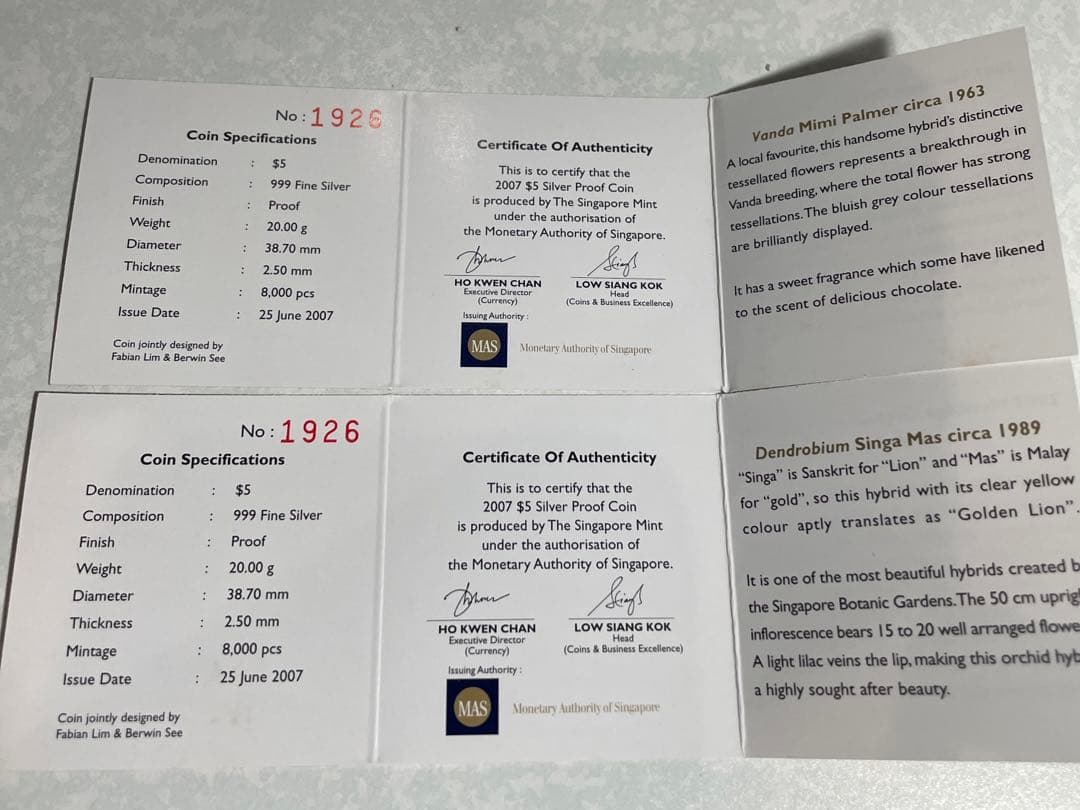 No : 1926
Coin Specifications
Denomination : $5
Composition : 999 Fine Silver
Finish : Proof
Weight : 20.00 g
Diameter : 38.70 mm
Thickness : 2.50 mm
Mintage : 8,000 pcs
Issue Date : 25 June 2007
Coin jointly designed by
Fabian Lim & Berwin See
Certificate Of Authenticity
This is to certify that the
2007 $5 Silver Proof Coin
is produced by The Singapore Mint
under the authorisation of
the Monetary Authority of Singapore.
HO KWEN CHAN
Executive Director
(Currency)
LOW SIANG KOK
Head
(Coins & Business Excellence)
Issuing Authority :
MAS
Monetary Authority of Singapore
Vanda Mimi Palmer circa 1963
A local favourite, this handsome hybrid's distinctive
tessellated flowers represents a breakthrough in
Vanda breeding, where the total flower has strong
tessellations. The bluish grey colour tessellations
are brilliantly displayed.
It has a sweet fragrance which some have likened
to the scent of delicious chocolate.
No : 1926
Coin Specifications
Denomination : $5
Composition : 999 Fine Silver
Finish : Proof
Weight : 20.00 g
Diameter : 38.70 mm
Thickness : 2.50 mm
Mintage : 8,000 pcs
Issue Date : 25 June 2007
Coin jointly designed by
Fabian Lim & Berwin See
Certificate Of Authenticity
This is to certify that the
2007 $5 Silver Proof Coin
is produced by The Singapore Mint
under the authorisation of
the Monetary Authority of Singapore.
HO KWEN CHAN
Executive Director
(Currency)
LOW SIANG KOK
Head
(Coins & Business Excellence)
Issuing Authority :
MAS
Monetary Authority of Singapore
Dendrobium Singa Mas circa 1989
"Singa" is Sanskrit for "Lion" and "Mas" is Malay
for "gold", so this hybrid with its clear yellow
colour aptly translates as "Golden Lion".
It is one of the most beautiful hybrids created b
the Singapore Botanic Gardens. The 50 cm uprig
inflorescence bears 15 to 20 well arranged flowe
A light lilac veins the lip, making this orchid hyb
a highly sought after beauty.